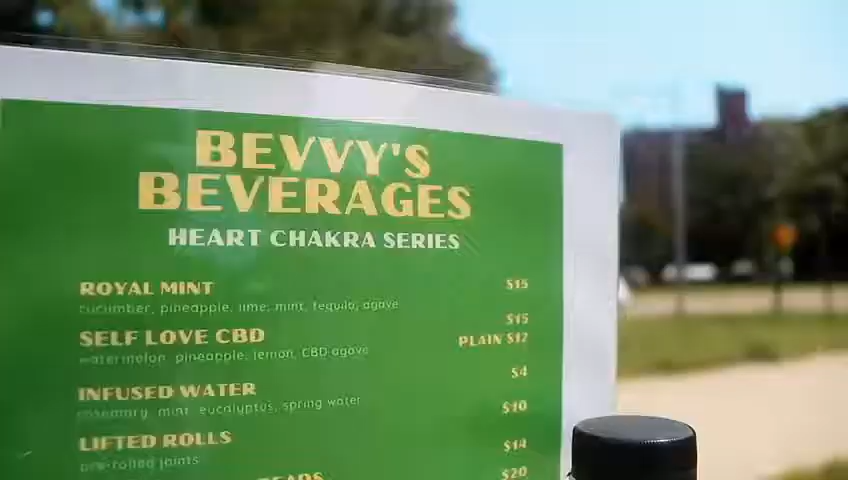 BEVVY'S
BEVERAGES
HEART CHAKRA SERIES
ROYAL MINT $15
cucumber, pineapple, lime, mint, tequila, agave
$15
SELF LOVE CBD PLAIN $12
watermelon, pineapple, lemon, CBD agave
$4
INFUSED WATER
rosemary, mint, eucalyptus, spring water
$10
LIFTED ROLLS $14
pre-rolled joints
$20